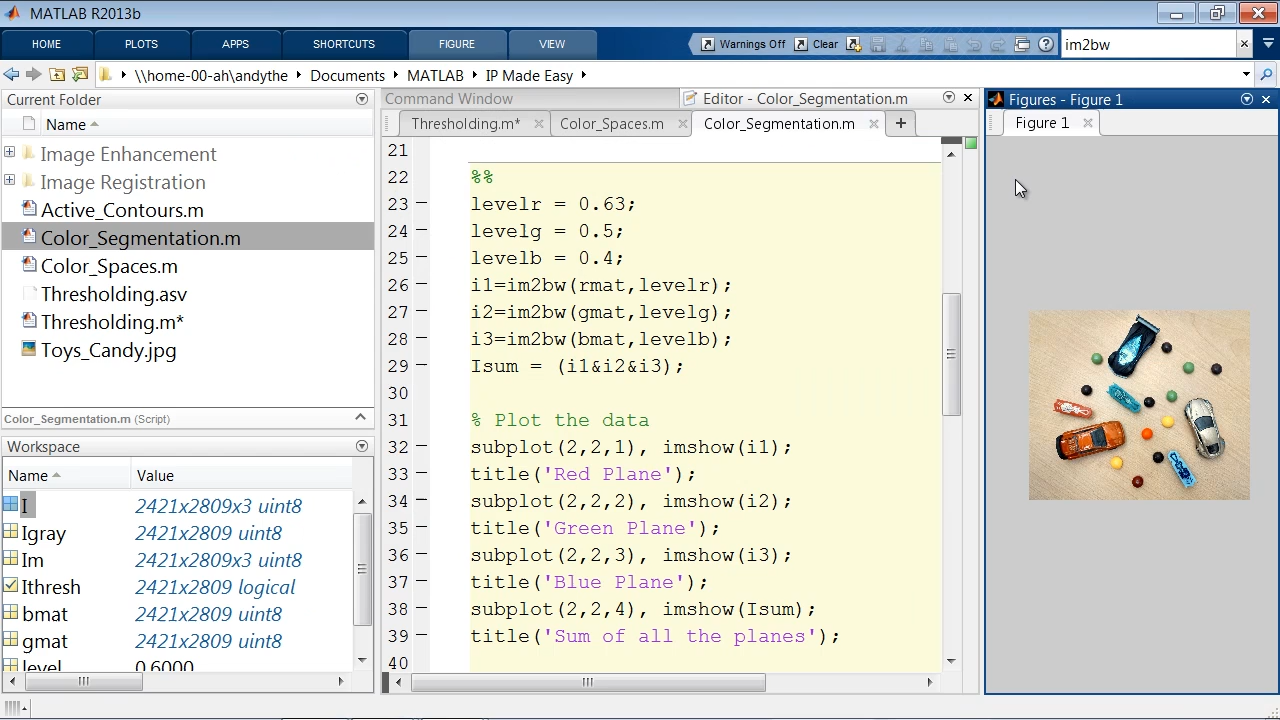 MATLAB R2013b
HOME PLOTS APPS SHORTCUTS FIGURE VIEW Warnings Off Clear im2bw
\\home-00-ah\andythe Documents MATLAB IP Made Easy
Current Folder
Name
Image Enhancement
Image Registration
Active_Contours.m
Color_Segmentation.m
Color_Spaces.m
Thresholding.asv
Thresholding.m*
Toys_Candy.jpg
Color_Segmentation.m (Script)
Workspace
Name Value
I 2421x2809x3 uint8
Igray 2421x2809 uint8
Im 2421x2809x3 uint8
Ithresh 2421x2809 logical
bmat 2421x2809 uint8
gmat 2421x2809 uint8
level 0.6000
Command Window Editor - Color_Segmentation.m
Thresholding.m* Color_Spaces.m Color_Segmentation.m
21
22 %%
23 levelr = 0.63;
24 levelg = 0.5;
25 levelb = 0.4;
26 i1=im2bw(rmat,levelr);
27 i2=im2bw(gmat,levelg);
28 i3=im2bw(bmat,levelb);
29 Isum = (i1&i2&i3);
30
31 % Plot the data
32 subplot(2,2,1), imshow(i1);
33 title('Red Plane');
34 subplot(2,2,2), imshow(i2);
35 title('Green Plane');
36 subplot(2,2,3), imshow(i3);
37 title('Blue Plane');
38 subplot(2,2,4), imshow(Isum);
39 title('Sum of all the planes');
40
Figures - Figure 1
Figure 1